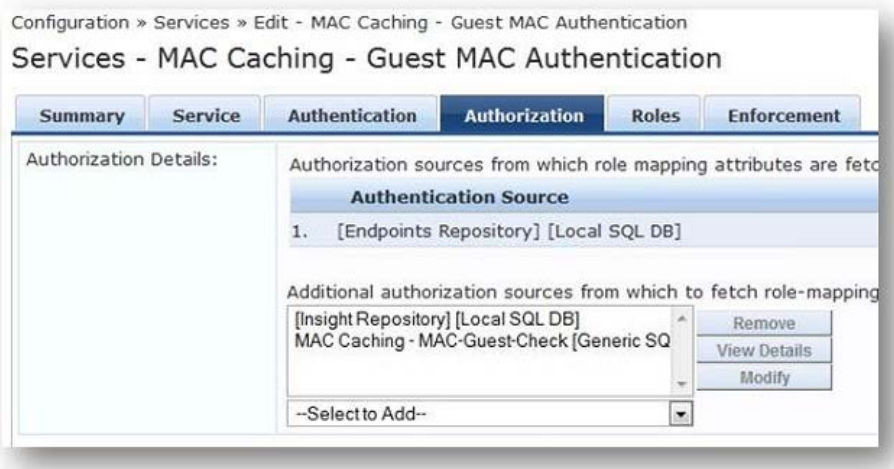 Configuration » Services » Edit - MAC Caching - Guest MAC Authentication
Services - MAC Caching - Guest MAC Authentication
Summary Service Authentication Authorization Roles Enforcement
Authorization Details:
Authorization sources from which role mapping attributes are fetc
Authentication Source
1. [Endpoints Repository] [Local SQL DB]
Additional authorization sources from which to fetch role-mapping
[Insight Repository] [Local SQL DB]
MAC Caching - MAC-Guest-Check [Generic SQ
Remove
View Details
Modify
--Select to Add--